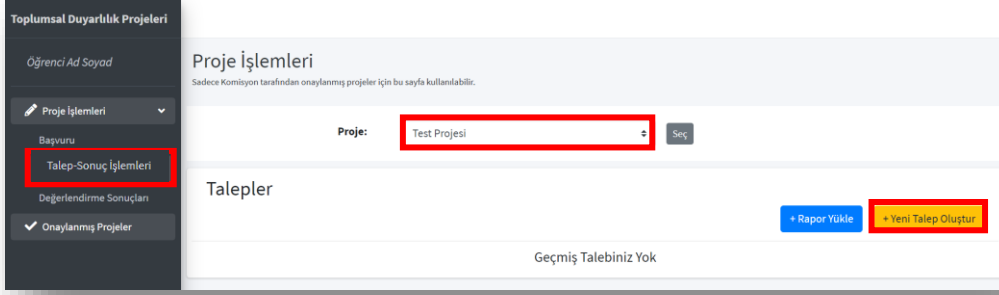 Toplumsal Duyarlılık Projeleri
Öğrenci Ad Soyad
Proje İşlemleri
Başvuru
Talep-Sonuç İşlemleri
Değerlendirme Sonuçları
Onaylanmış Projeler
Proje İşlemleri
Sadece Komisyon tarafından onaylanmış projeler için bu sayfa kullanılabilir.
Proje: Test Projesi Seç
Talepler
+ Rapor Yükle + Yeni Talep Oluştur
Geçmiş Talebiniz Yok